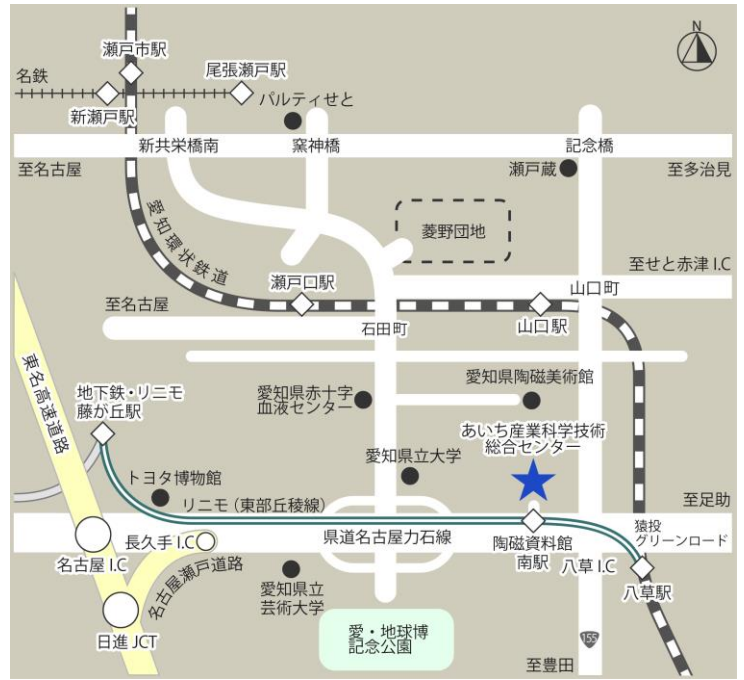 N
瀬戸市駅
名鉄
尾張瀬戸駅
新瀬戸駅
パルティせと
新共栄橋南
窯神橋
記念橋
至名古屋
瀬戸蔵
至多治見
愛知環状鉄道
菱野団地
至せと赤津I.C
瀬戸口駅
山口町
至名古屋
石田町
山口駅
東名高速道路
地下鉄・リニモ
藤が丘駅
愛知県赤十字
血液センター
愛知県陶磁美術館
あいち産業科学技術
総合センター
愛知県立大学
トヨタ博物館
リニモ（東部丘稜線）
至足助
県道名古屋力石線
猿投
グリーンロード
長久手I.C
名古屋I.C
陶磁資料館
南駅
八草I.C
八草駅
名古屋瀬戸道路
愛知県立
芸術大学
日進JCT
愛・地球博
記念公園
155
至豊田